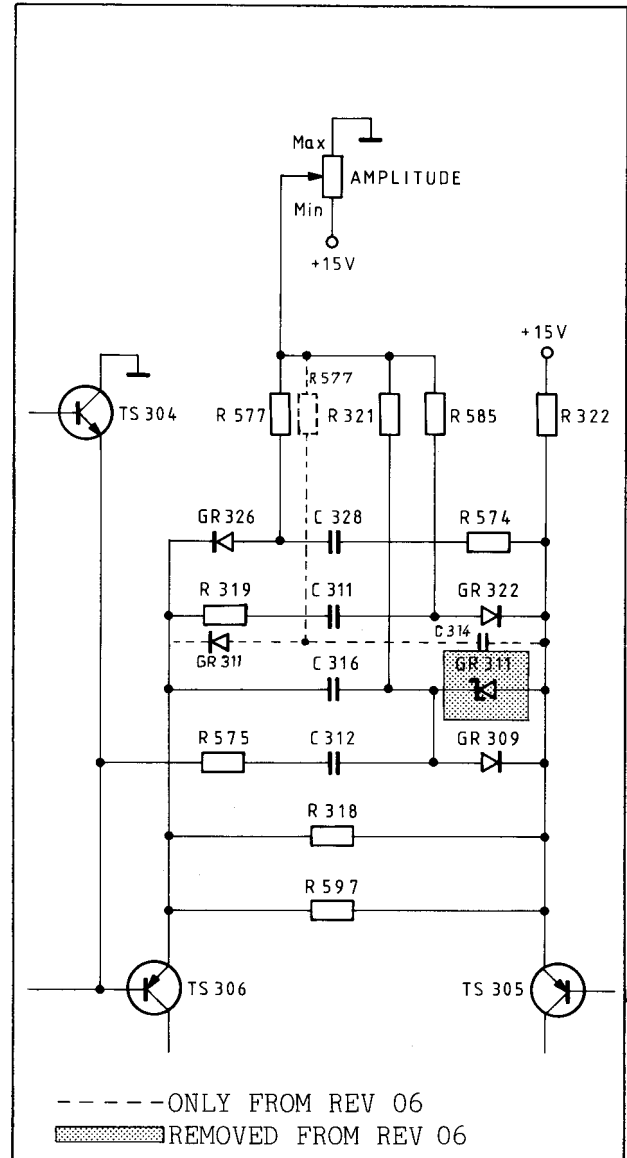 Max
AMPLITUDE
Min
+15V
+15V
R 577
TS 304
R 577
R 321
R 585
R 322
GR 326
C 328
R 574
R 319
C 311
GR 322
C 314
GR 311
C 316
GR 311
R 575
C 312
GR 309
R 318
R 597
TS 306
TS 305
ONLY FROM REV 06
REMOVED FROM REV 06